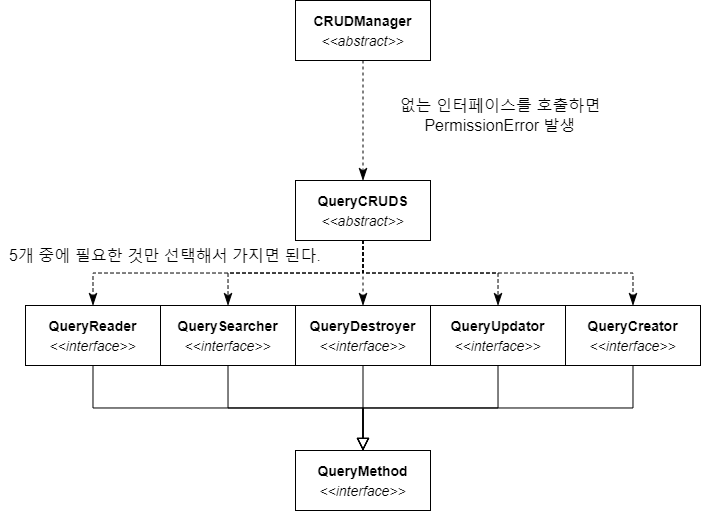 CRUDManager
<<abstract>>
없는 인터페이스를 호출하면
PermissionError 발생
QueryCRUDS
<<abstract>>
5개 중에 필요한 것만 선택해서 가지면 된다.
QueryReader
<<interface>>
QuerySearcher
<<interface>>
QueryDestroyer
<<interface>>
QueryUpdator
<<interface>>
QueryCreator
<<interface>>
QueryMethod
<<interface>>